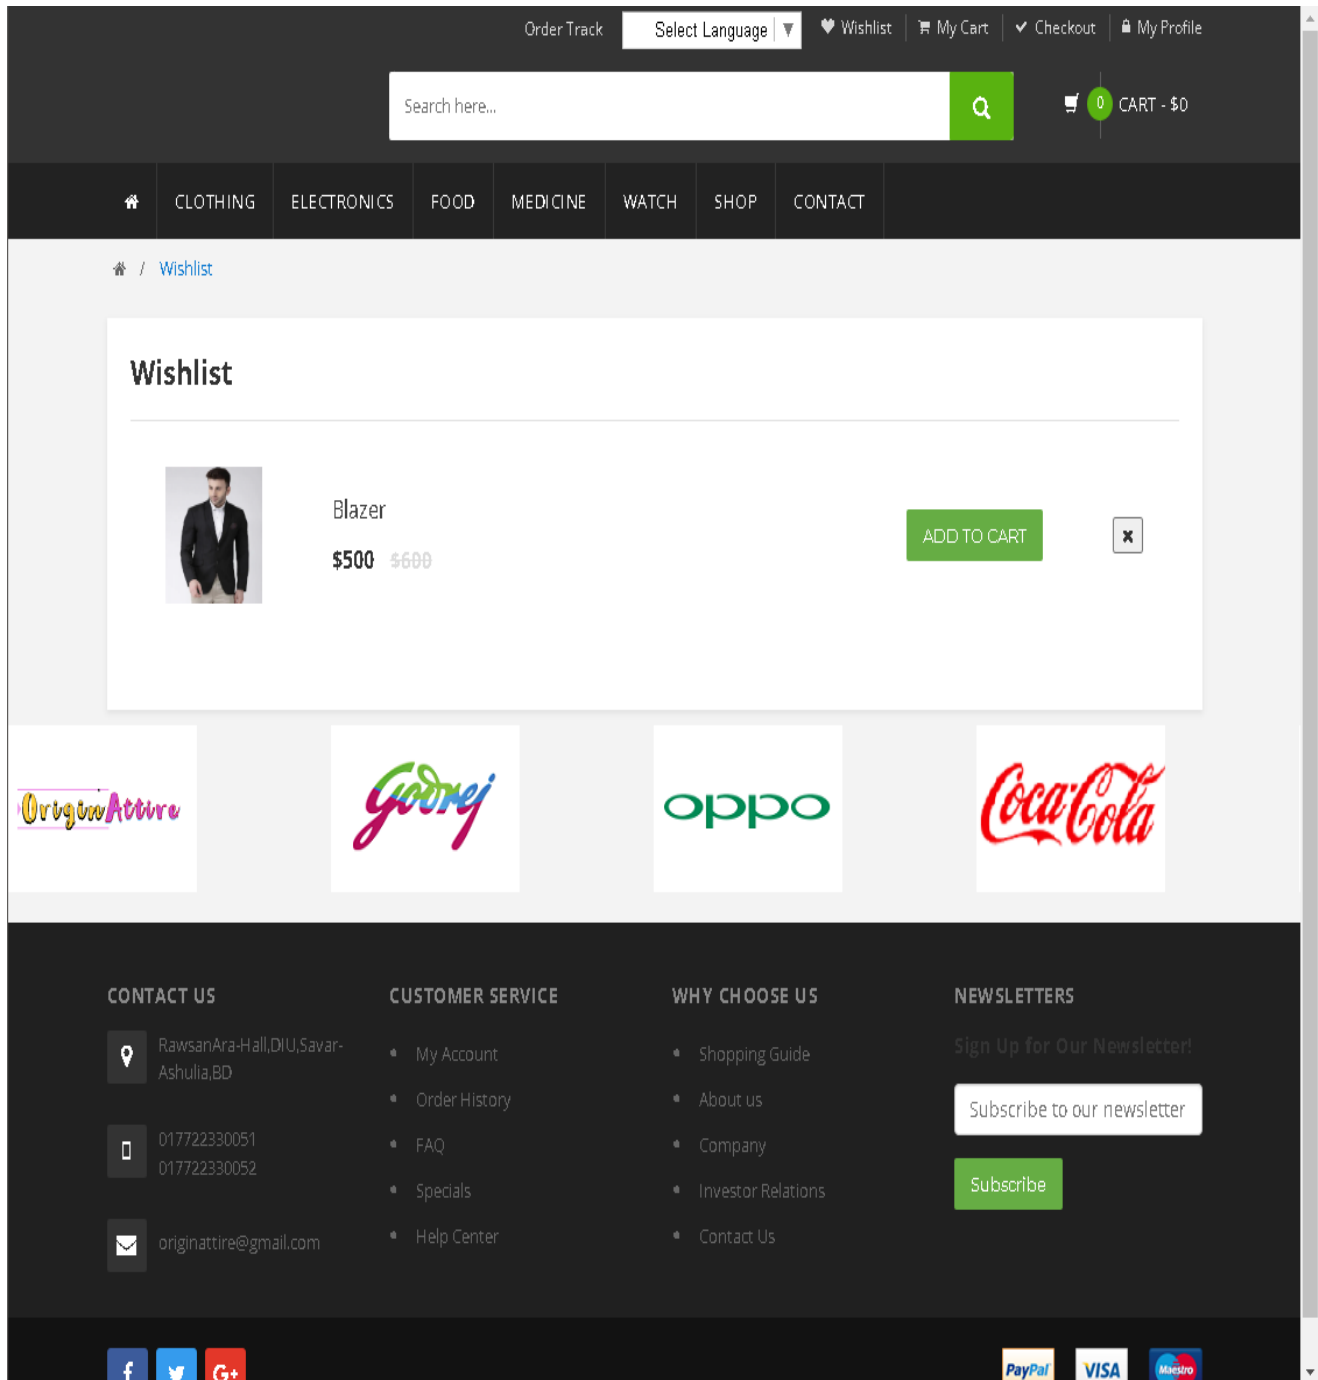 Order Track
Select Language ▼
Wishlist
My Cart
Checkout
My Profile
Search here...
0
CART - $0
CLOTHING
ELECTRONICS
FOOD
MEDICINE
WATCH
SHOP
CONTACT
/ Wishlist
Wishlist
Blazer
$500 $600
ADD TO CART
Origin Attire
Godrej
oppo
Coca-Cola
CONTACT US
RawsanAra-Hall,DIU,Savar-
Ashulia,BD
017722330051
017722330052
originattire@gmail.com
CUSTOMER SERVICE
My Account
Order History
FAQ
Specials
Help Center
WHY CHOOSE US
Shopping Guide
About us
Company
Investor Relations
Contact Us
NEWSLETTERS
Sign Up for Our Newsletter!
Subscribe to our newsletter
Subscribe
f
G+
PayPal
VISA
Maestro